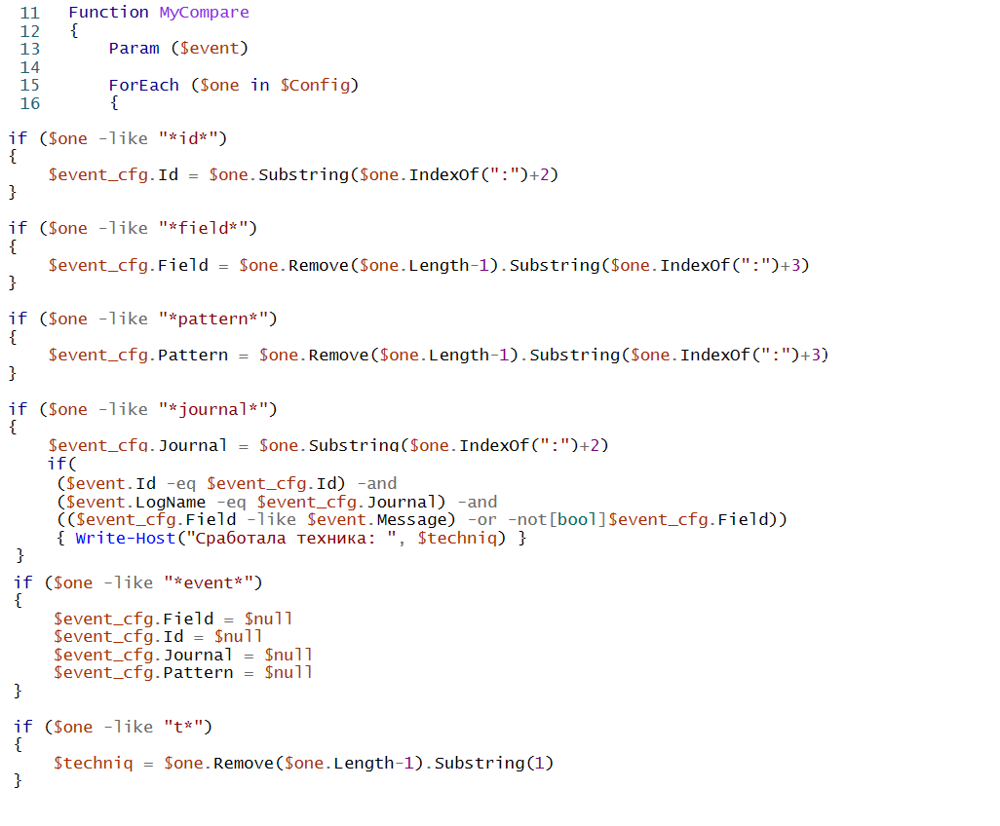 11 Function MyCompare
12 {
13 Param ($event)
14
15 ForEach ($one in $Config)
16 {
if ($one -like "*id*")
{
$event_cfg.Id = $one.Substring($one.IndexOf(":")+2)
}
if ($one -like "*field*")
{
$event_cfg.Field = $one.Remove($one.Length-1).Substring($one.IndexOf(":")+3)
}
if ($one -like "*pattern*")
{
$event_cfg.Pattern = $one.Remove($one.Length-1).Substring($one.IndexOf(":")+3)
}
if ($one -like "*journal*")
{
$event_cfg.Journal = $one.Substring($one.IndexOf(":")+2)
if(
($event.Id -eq $event_cfg.Id) -and
($event.LogName -eq $event_cfg.Journal) -and
(($event_cfg.Field -like $event.Message) -or -not[bool]$event_cfg.Field))
{ Write-Host("Сработала техника: ", $techniq) }
}
if ($one -like "*event*")
{
$event_cfg.Field = $null
$event_cfg.Id = $null
$event_cfg.Journal = $null
$event_cfg.Pattern = $null
}
if ($one -like "t*")
{
$techniq = $one.Remove($one.Length-1).Substring(1)
}